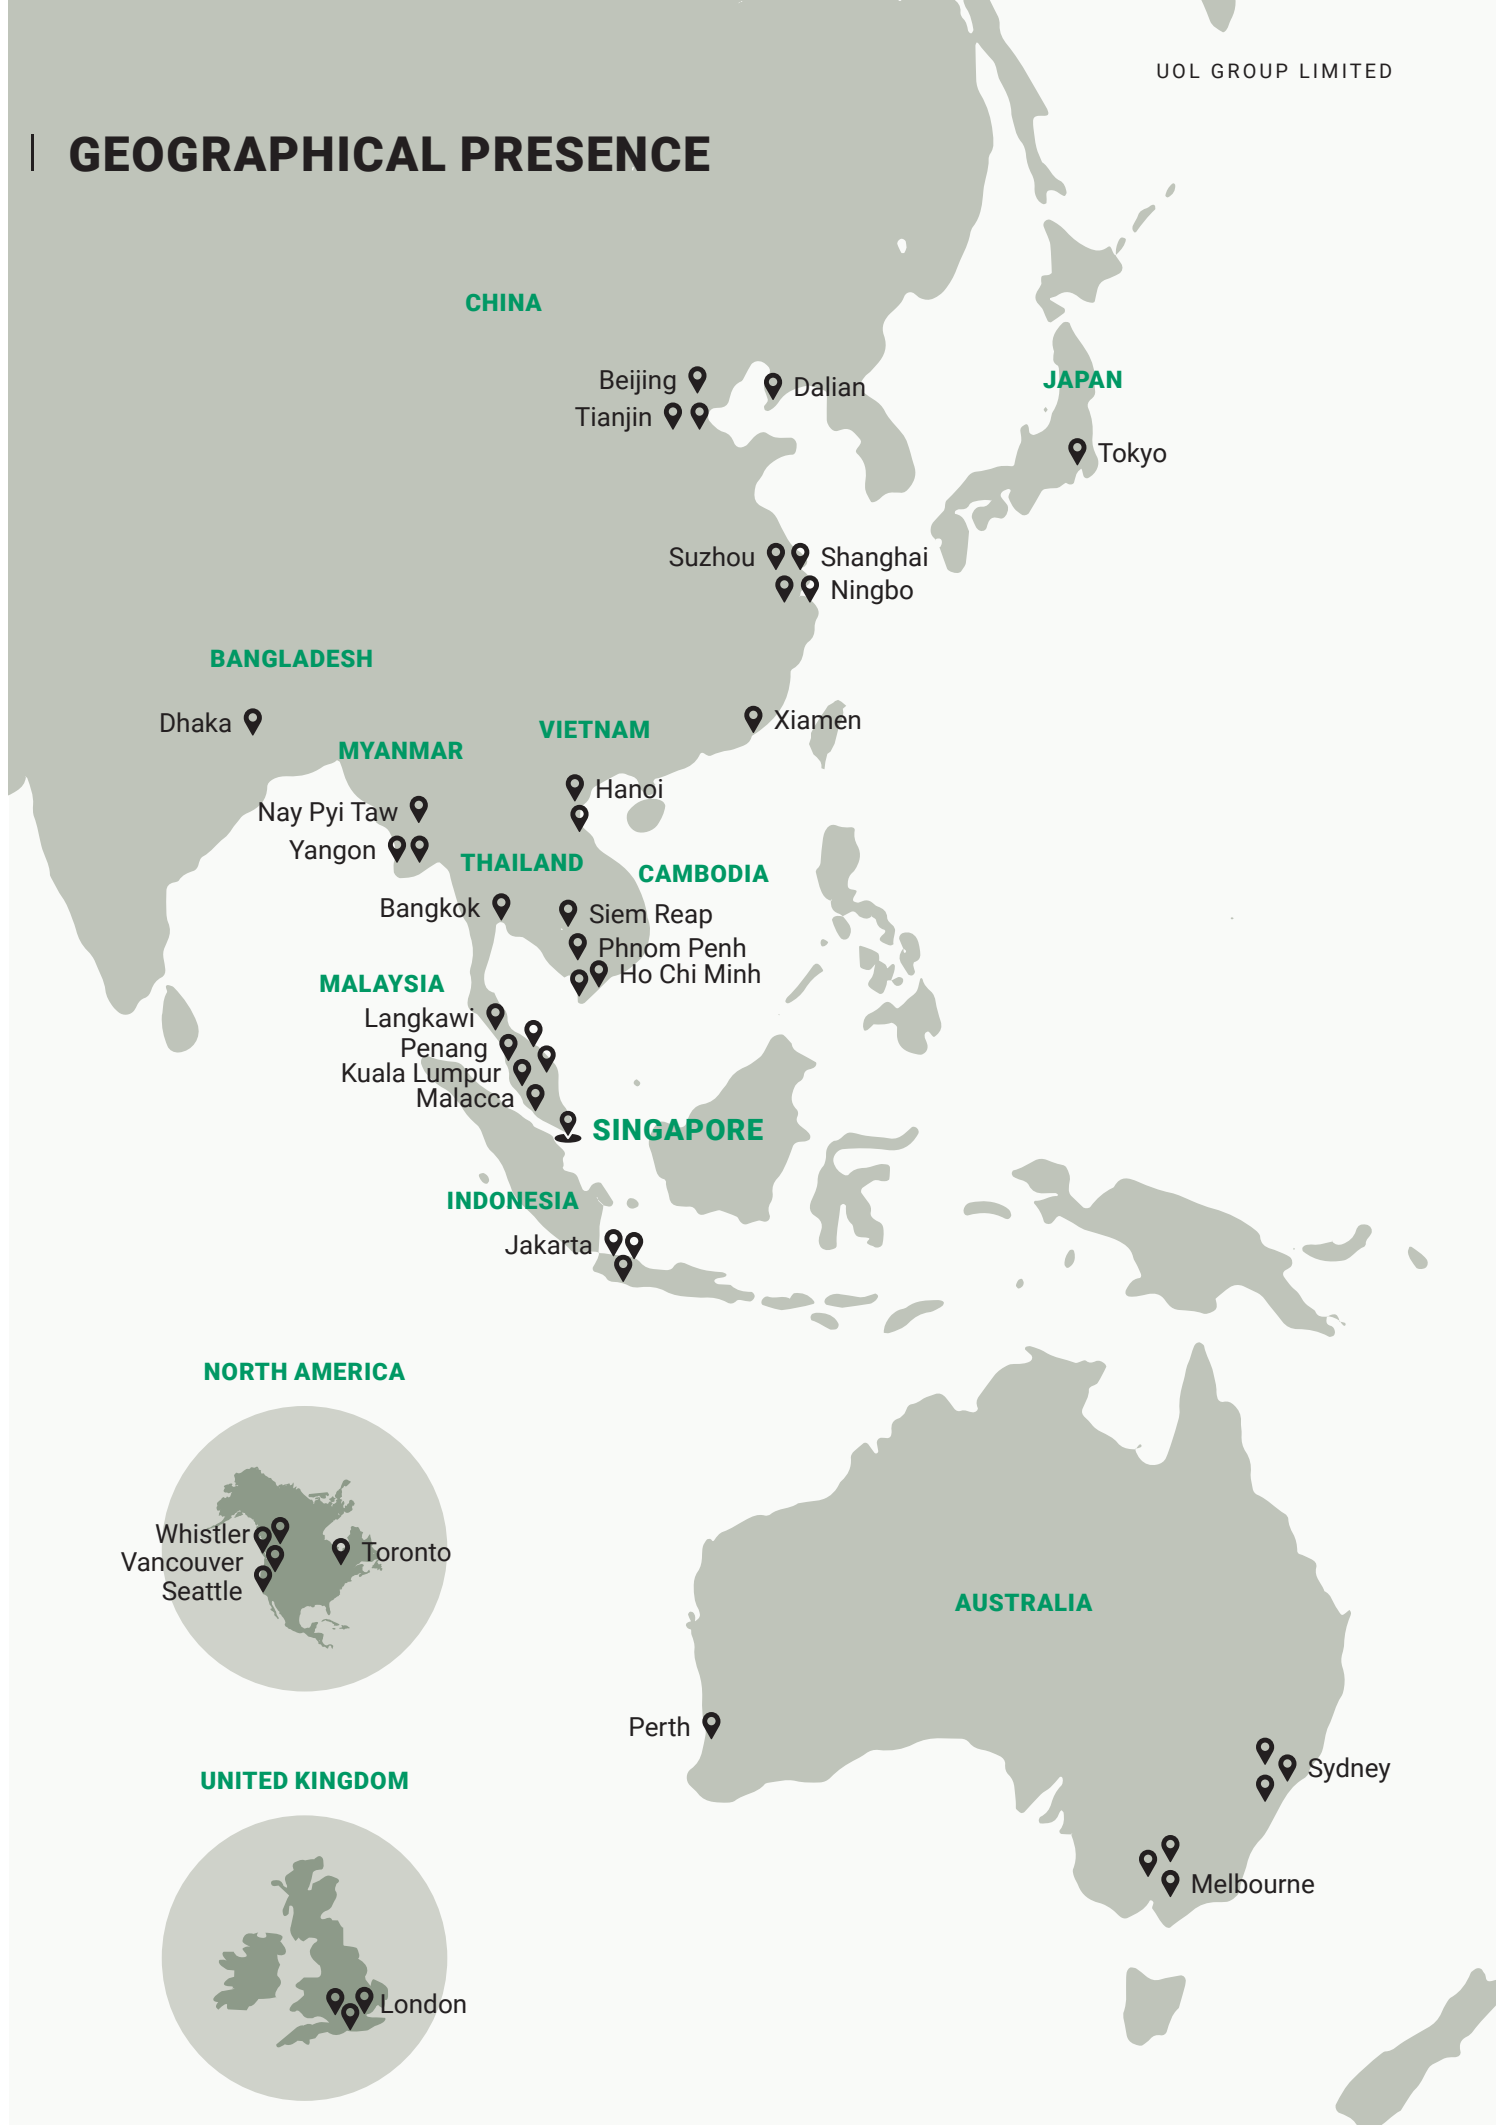 UOL GROUP LIMITED
GEOGRAPHICAL PRESENCE
CHINA
Beijing
Dalian
Tianjin
JAPAN
Tokyo
Suzhou
Shanghai
Ningbo
BANGLADESH
Dhaka
Xiamen
VIETNAM
MYANMAR
Hanoi
Nay Pyi Taw
Yangon
THAILAND
CAMBODIA
Bangkok
Siem Reap
Phnom Penh
Ho Chi Minh
MALAYSIA
Langkawi
Penang
Kuala Lumpur
Malacca
SINGAPORE
INDONESIA
Jakarta
NORTH AMERICA
Whistler
Vancouver
Seattle
Toronto
AUSTRALIA
Perth
Sydney
Melbourne
UNITED KINGDOM
London